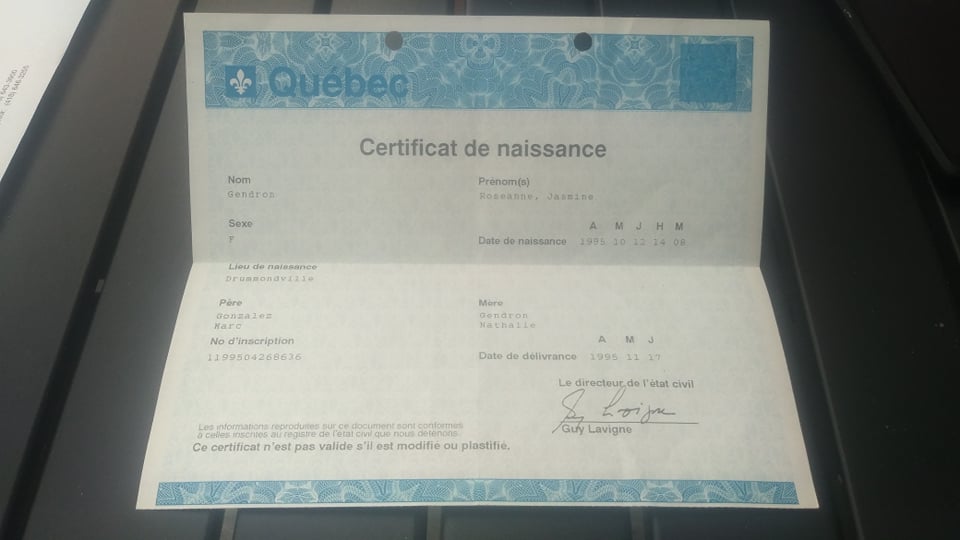 Québec
Certificat de naissance
Nom
Gendron
Prénom(s)
Roseanne, Jasmine
Sexe
F
A M J H M
Date de naissance 1995 10 12 14 08
Lieu de naissance
Drummondville
Père
Gonzalez
Marc
Mère
Gendron
Nathalie
No d'inscription
1199504268636
A M J
Date de délivrance 1995 11 17
Le directeur de l'état civil
Guy Lavigne
Les informations reproduites sur ce document sont conformes
à celles inscrites au registre de l'état civil que nous détenons.
Ce certificat n'est pas valide s'il est modifié ou plastifié.